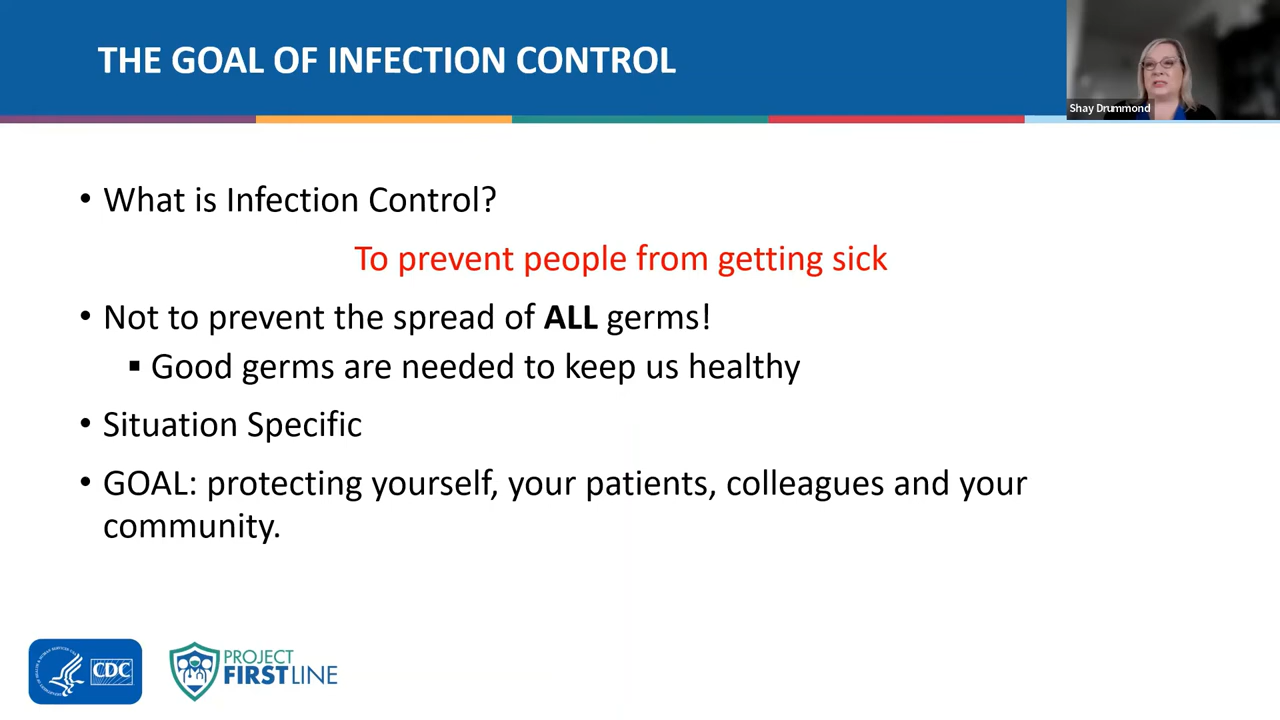 THE GOAL OF INFECTION CONTROL
Shay Drummond
• What is Infection Control?
To prevent people from getting sick
• Not to prevent the spread of ALL germs!
▪ Good germs are needed to keep us healthy
• Situation Specific
• GOAL: protecting yourself, your patients, colleagues and your
community.
CDC
PROJECT
FIRSTLINE